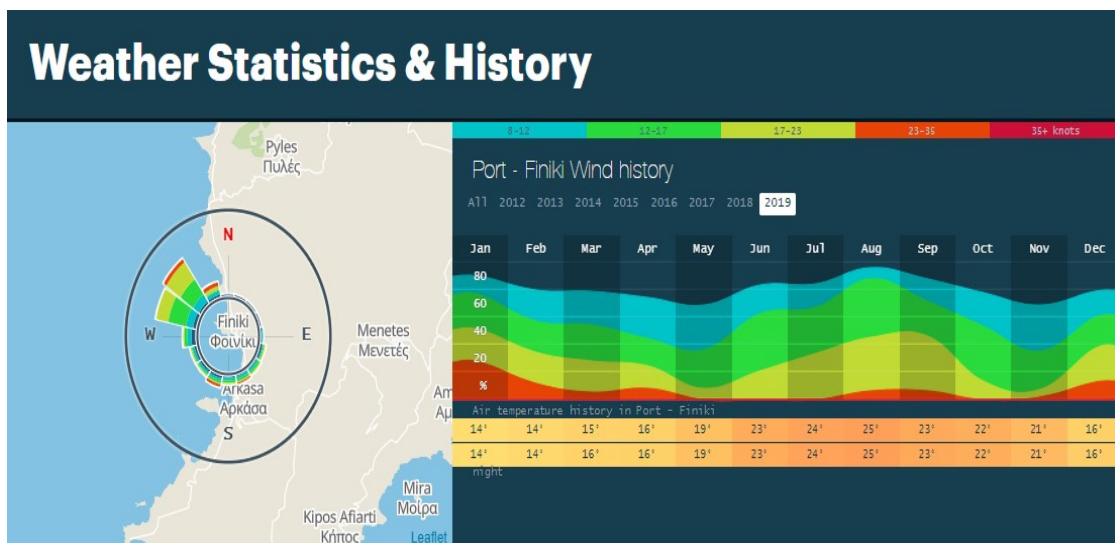 Weather Statistics & History
Pyles
Πυλές
N
W
E
S
Finiki
Φοινίκι
Menetes
Μενετές
Arkasa
Αρκάσα
Am
Αμ
Mira
Μοίρα
Kipos Afiarti
Κήπος
Leaflet
8-12 12-17 17-23 23-35 35+ knots
Port - Finiki Wind history
All 2012 2013 2014 2015 2016 2017 2018 2019
Jan Feb Mar Apr May Jun Jul Aug Sep Oct Nov Dec
80
60
40
20
%
Air temperature history in Port - Finiki
14' 14' 15' 16' 19' 23' 24' 25' 23' 22' 21' 16'
14' 14' 16' 16' 19' 23' 24' 25' 23' 22' 21' 16'
night